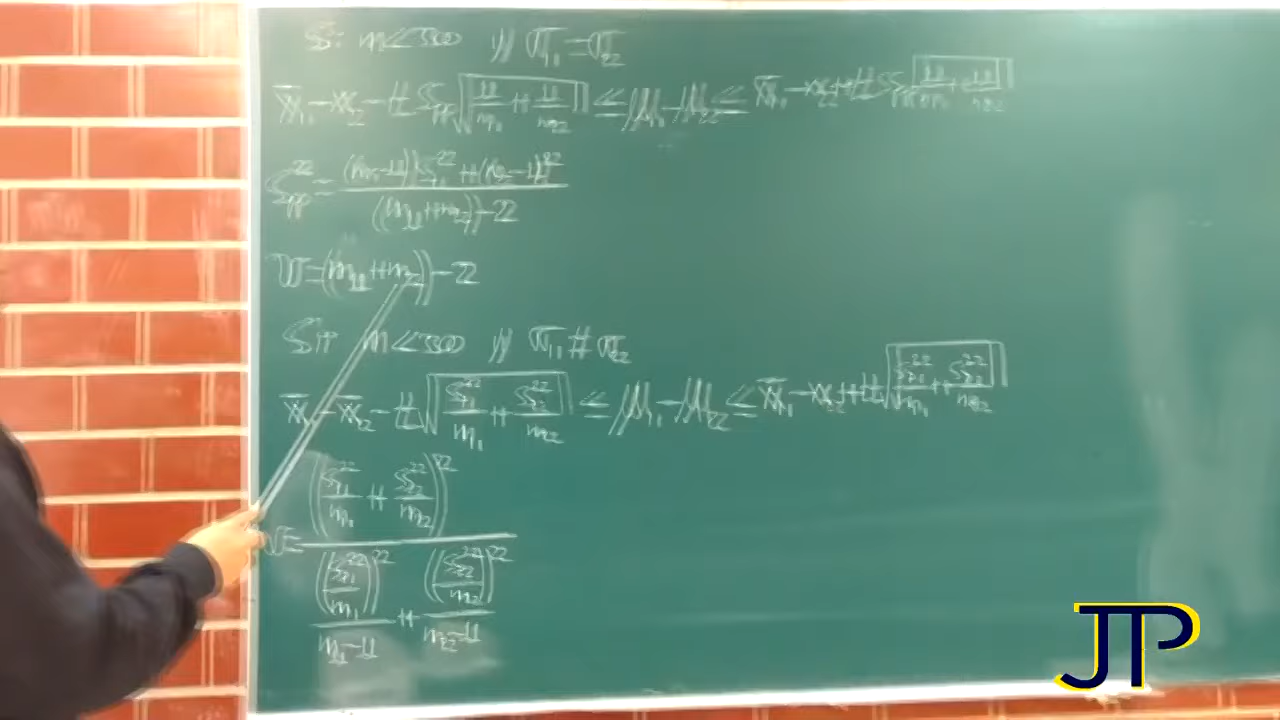 Si n<30 y σ₁=σ₂
x̄₁-x̄₂-t Sp√(1/n₁+1/n₂) ≤ μ₁-μ₂ ≤ x̄₁-x̄₂+t Sp√(1/n₁+1/n₂)
Sp²=((n₁-1)S₁²+(n₂-1)S₂²)/((n₁+n₂)-2)
v=(n₁+n₂)-2
Si n<30 y σ₁≠σ₂
x̄₁-x̄₂-t√(S₁²/n₁+S₂²/n₂) ≤ μ₁-μ₂ ≤ x̄₁-x̄₂+t√(S₁²/n₁+S₂²/n₂)
v=(S₁²/n₁+S₂²/n₂)²/((S₁²/n₁)²/(n₁-1)+(S₂²/n₂)²/(n₂-1))
JTP